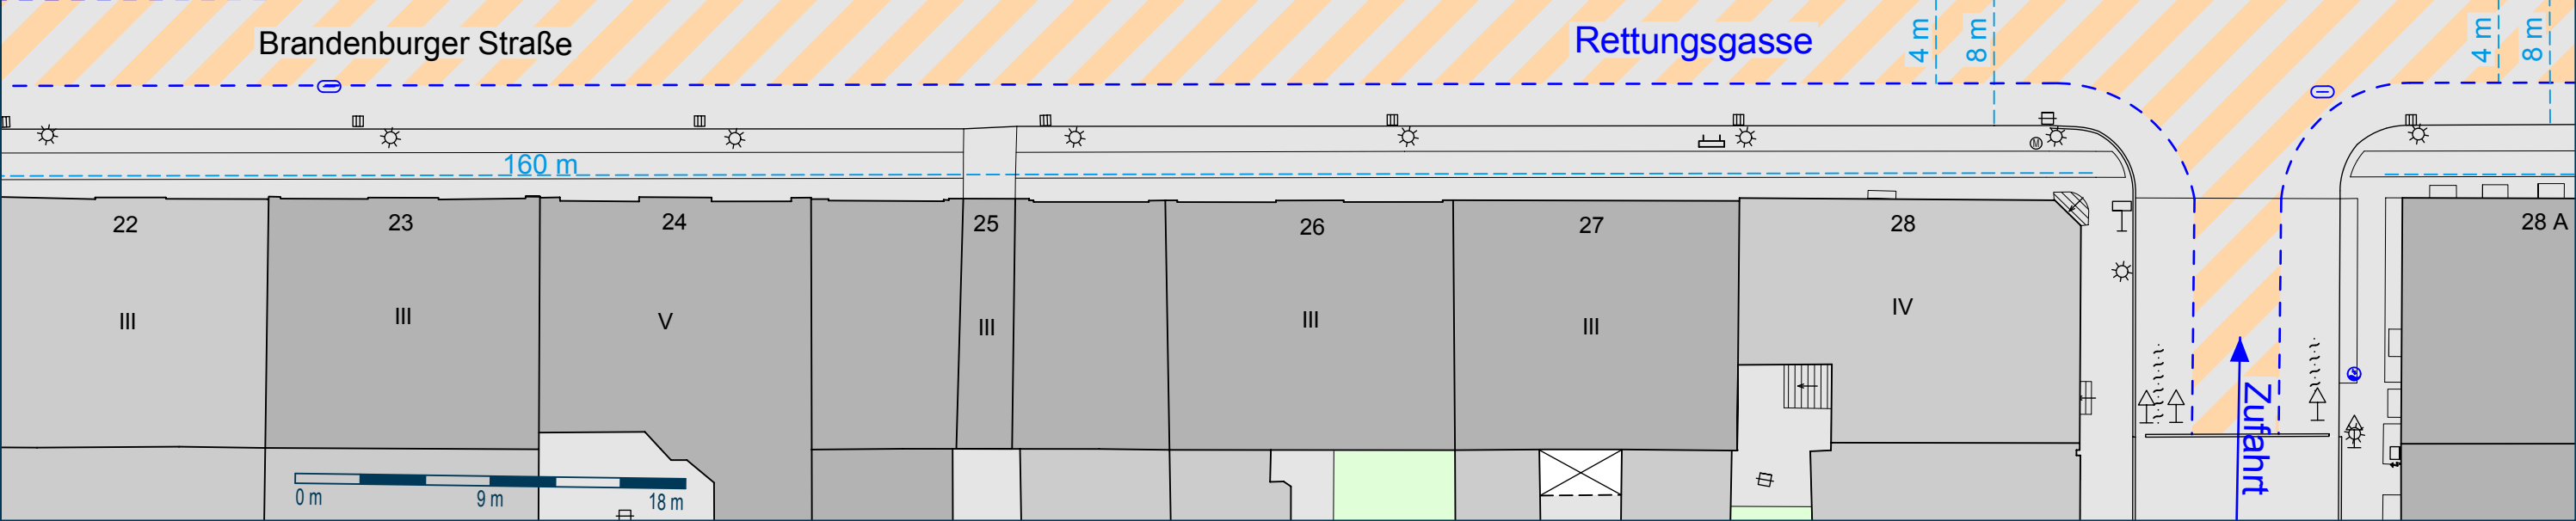 Brandenburger Straße
Rettungsgasse
4 m
8 m
4 m
8 m
160 m
M
22
23
24
25
26
27
28
28 A
III
III
V
III
III
III
IV
Zufahrt
0 m
9 m
18 m